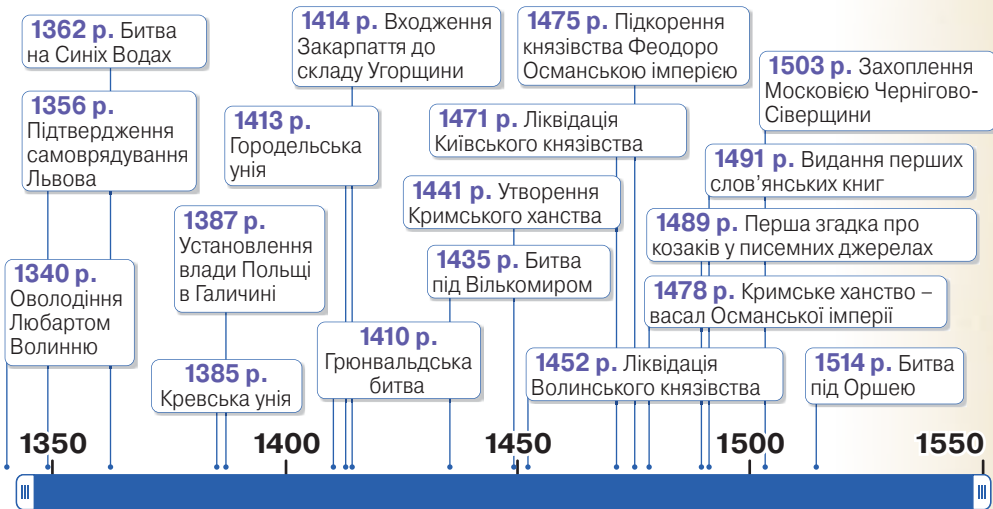 1362 р. Битва
на Синіх Водах
1356 р.
Підтвердження
самоврядування
Львова
1340 р.
Оволодіння
Любартом
Волинню
1387 р.
Установлення
влади Польщі
в Галичині
1385 р.
Кревська унія
1414 р. Входження
Закарпаття до
складу Угорщини
1413 р.
Городельська
унія
1410 р.
Грюнвальдська
битва
1475 р. Підкорення
князівства Феодоро
Османською імперією
1471 р. Ліквідація
Київського князівства
1441 р. Утворення
Кримського ханства
1435 р. Битва
під Вількомиром
1452 р. Ліквідація
Волинського князівства
1503 р. Захоплення
Московією Чернігово-
Сіверщини
1491 р. Видання перших
слов’янських книг
1489 р. Перша згадка про
козаків у писемних джерелах
1478 р. Кримське ханство –
васал Османської імперії
1514 р. Битва
під Оршею
1350 1400 1450 1500 1550